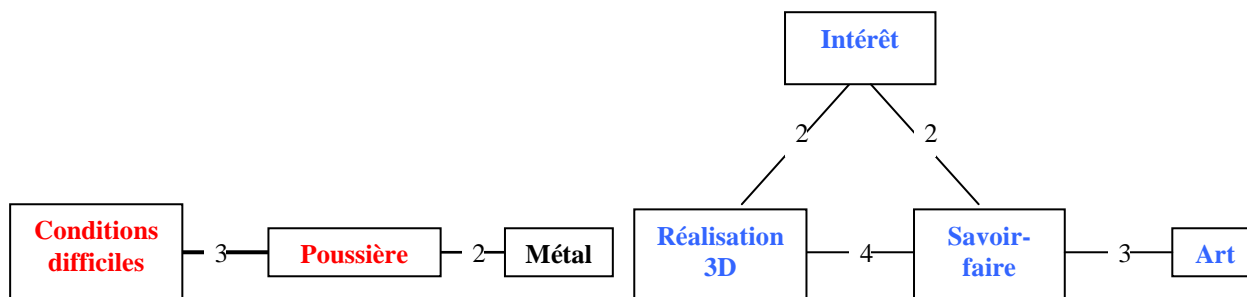 Intérêt
2 2
Conditions
difficiles
3
Poussière
2
Métal
Réalisation
3D
4
Savoir-
faire
3
Art